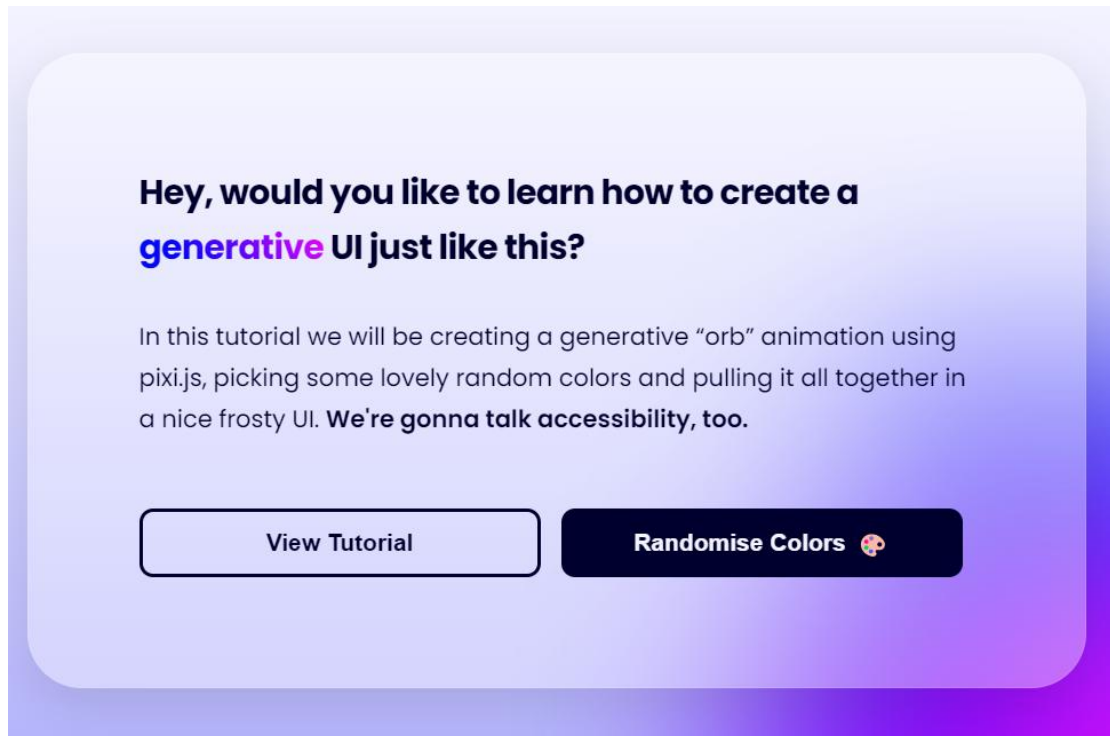 Hey, would you like to learn how to create a
generative UI just like this?
In this tutorial we will be creating a generative “orb” animation using
pixi.js, picking some lovely random colors and pulling it all together in
a nice frosty UI. We're gonna talk accessibility, too.
View Tutorial
Randomise Colors